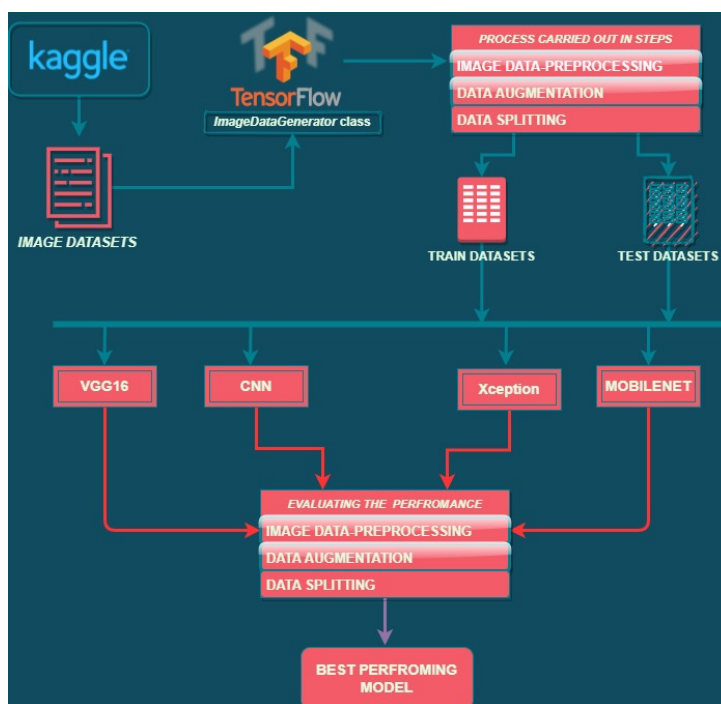 kaggle
TensorFlow
ImageDataGenerator class
PROCESS CARRIED OUT IN STEPS
IMAGE DATA-PREPROCESSING
DATA AUGMENTATION
DATA SPLITTING
IMAGE DATASETS
TRAIN DATASETS
TEST DATASETS
VGG16
CNN
Xception
MOBILENET
EVALUATING THE PERFROMANCE
IMAGE DATA-PREPROCESSING
DATA AUGMENTATION
DATA SPLITTING
BEST PERFROMING
MODEL